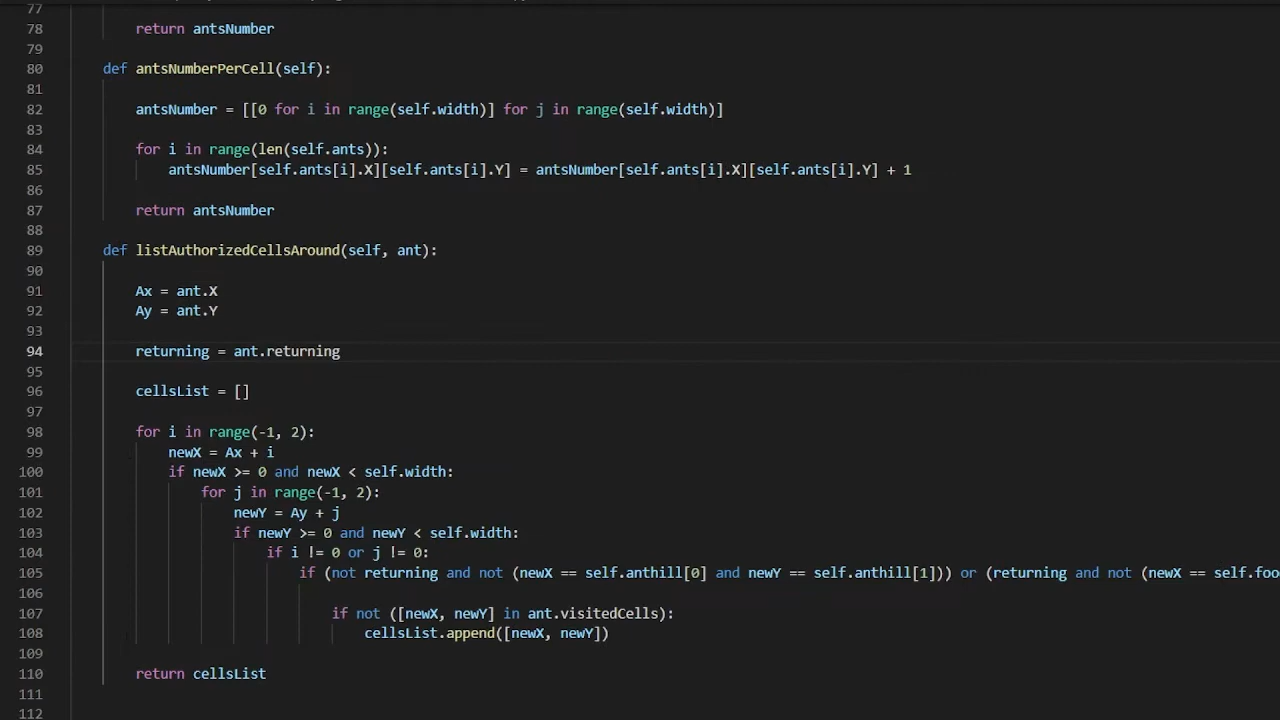 77
78 return antsNumber
79
80 def antsNumberPerCell(self):
81
82 antsNumber = [[0 for i in range(self.width)] for j in range(self.width)]
83
84 for i in range(len(self.ants)):
85 antsNumber[self.ants[i].X][self.ants[i].Y] = antsNumber[self.ants[i].X][self.ants[i].Y] + 1
86
87 return antsNumber
88
89 def listAuthorizedCellsAround(self, ant):
90
91 Ax = ant.X
92 Ay = ant.Y
93
94 returning = ant.returning
95
96 cellsList = []
97
98 for i in range(-1, 2):
99 newX = Ax + i
100 if newX >= 0 and newX < self.width:
101 for j in range(-1, 2):
102 newY = Ay + j
103 if newY >= 0 and newY < self.width:
104 if i != 0 or j != 0:
105 if (not returning and not (newX == self.anthill[0] and newY == self.anthill[1])) or (returning and not (newX == self.foo
106
107 if not ([newX, newY] in ant.visitedCells):
108 cellsList.append([newX, newY])
109
110 return cellsList
111
112